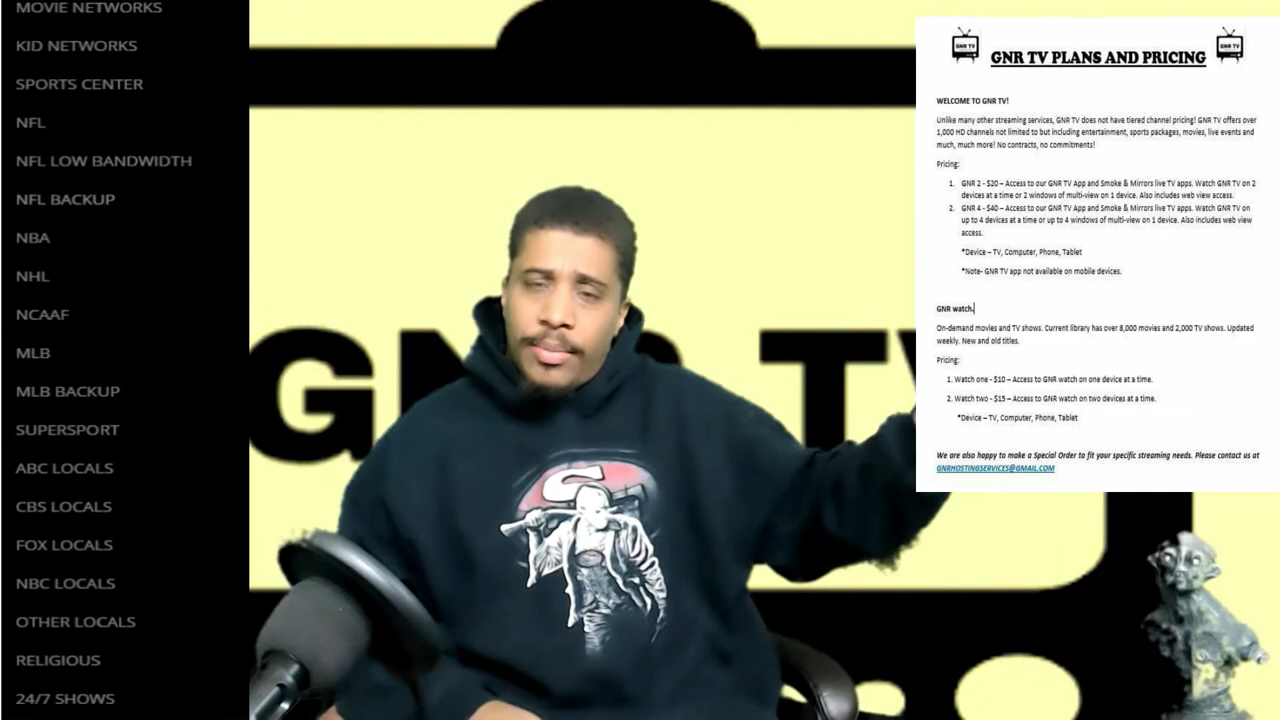 MOVIE NETWORKS
KID NETWORKS
SPORTS CENTER
NFL
NFL LOW BANDWIDTH
NFL BACKUP
NBA
NHL
NCAAF
MLB
MLB BACKUP
SUPERSPORT
ABC LOCALS
CBS LOCALS
FOX LOCALS
NBC LOCALS
OTHER LOCALS
RELIGIOUS
24/7 SHOWS
GNR TV
GNR TV PLANS AND PRICING
GNR TV
WELCOME TO GNR TV!
Unlike many other streaming services, GNR TV does not have tiered channel pricing! GNR TV offers over
1,000 HD channels not limited to but including entertainment, sports packages, movies, live events and
much, much more! No contracts, no commitments!
Pricing:
1. GNR 2 - $20 – Access to our GNR TV App and Smoke & Mirrors live TV apps. Watch GNR TV on 2
devices at a time or 2 windows of multi-view on 1 device. Also includes web view access.
2. GNR 4 - $40 – Access to our GNR TV App and Smoke & Mirrors live TV apps. Watch GNR TV on
up to 4 devices at a time or up to 4 windows of multi-view on 1 device. Also includes web view
access.
*Device – TV, Computer, Phone, Tablet
*Note- GNR TV app not available on mobile devices.
GNR watch.
On-demand movies and TV shows. Current library has over 8,000 movies and 2,000 TV shows. Updated
weekly. New and old titles.
Pricing:
1. Watch one - $10 – Access to GNR watch on one device at a time.
2. Watch two - $15 – Access to GNR watch on two devices at a time.
*Device – TV, Computer, Phone, Tablet
We are also happy to make a Special Order to fit your specific streaming needs. Please contact us at
GNRHOSTINGSERVICES@GMAIL.COM